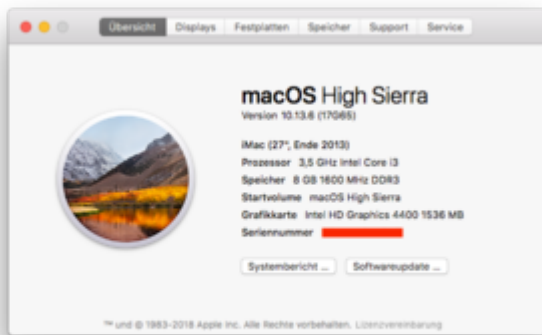 Übersicht Displays Festplatten Speicher Support Service
macOS High Sierra
Version 10.13.6 (17G65)
iMac (27", Ende 2013)
Prozessor 3,5 GHz Intel Core i3
Speicher 8 GB 1600 MHz DDR3
Startvolume macOS High Sierra
Grafikkarte Intel HD Graphics 4400 1536 MB
Seriennummer
Systembericht ... Softwareupdate ...
™ und © 1983-2018 Apple Inc. Alle Rechte vorbehalten. Lizenzvereinbarung